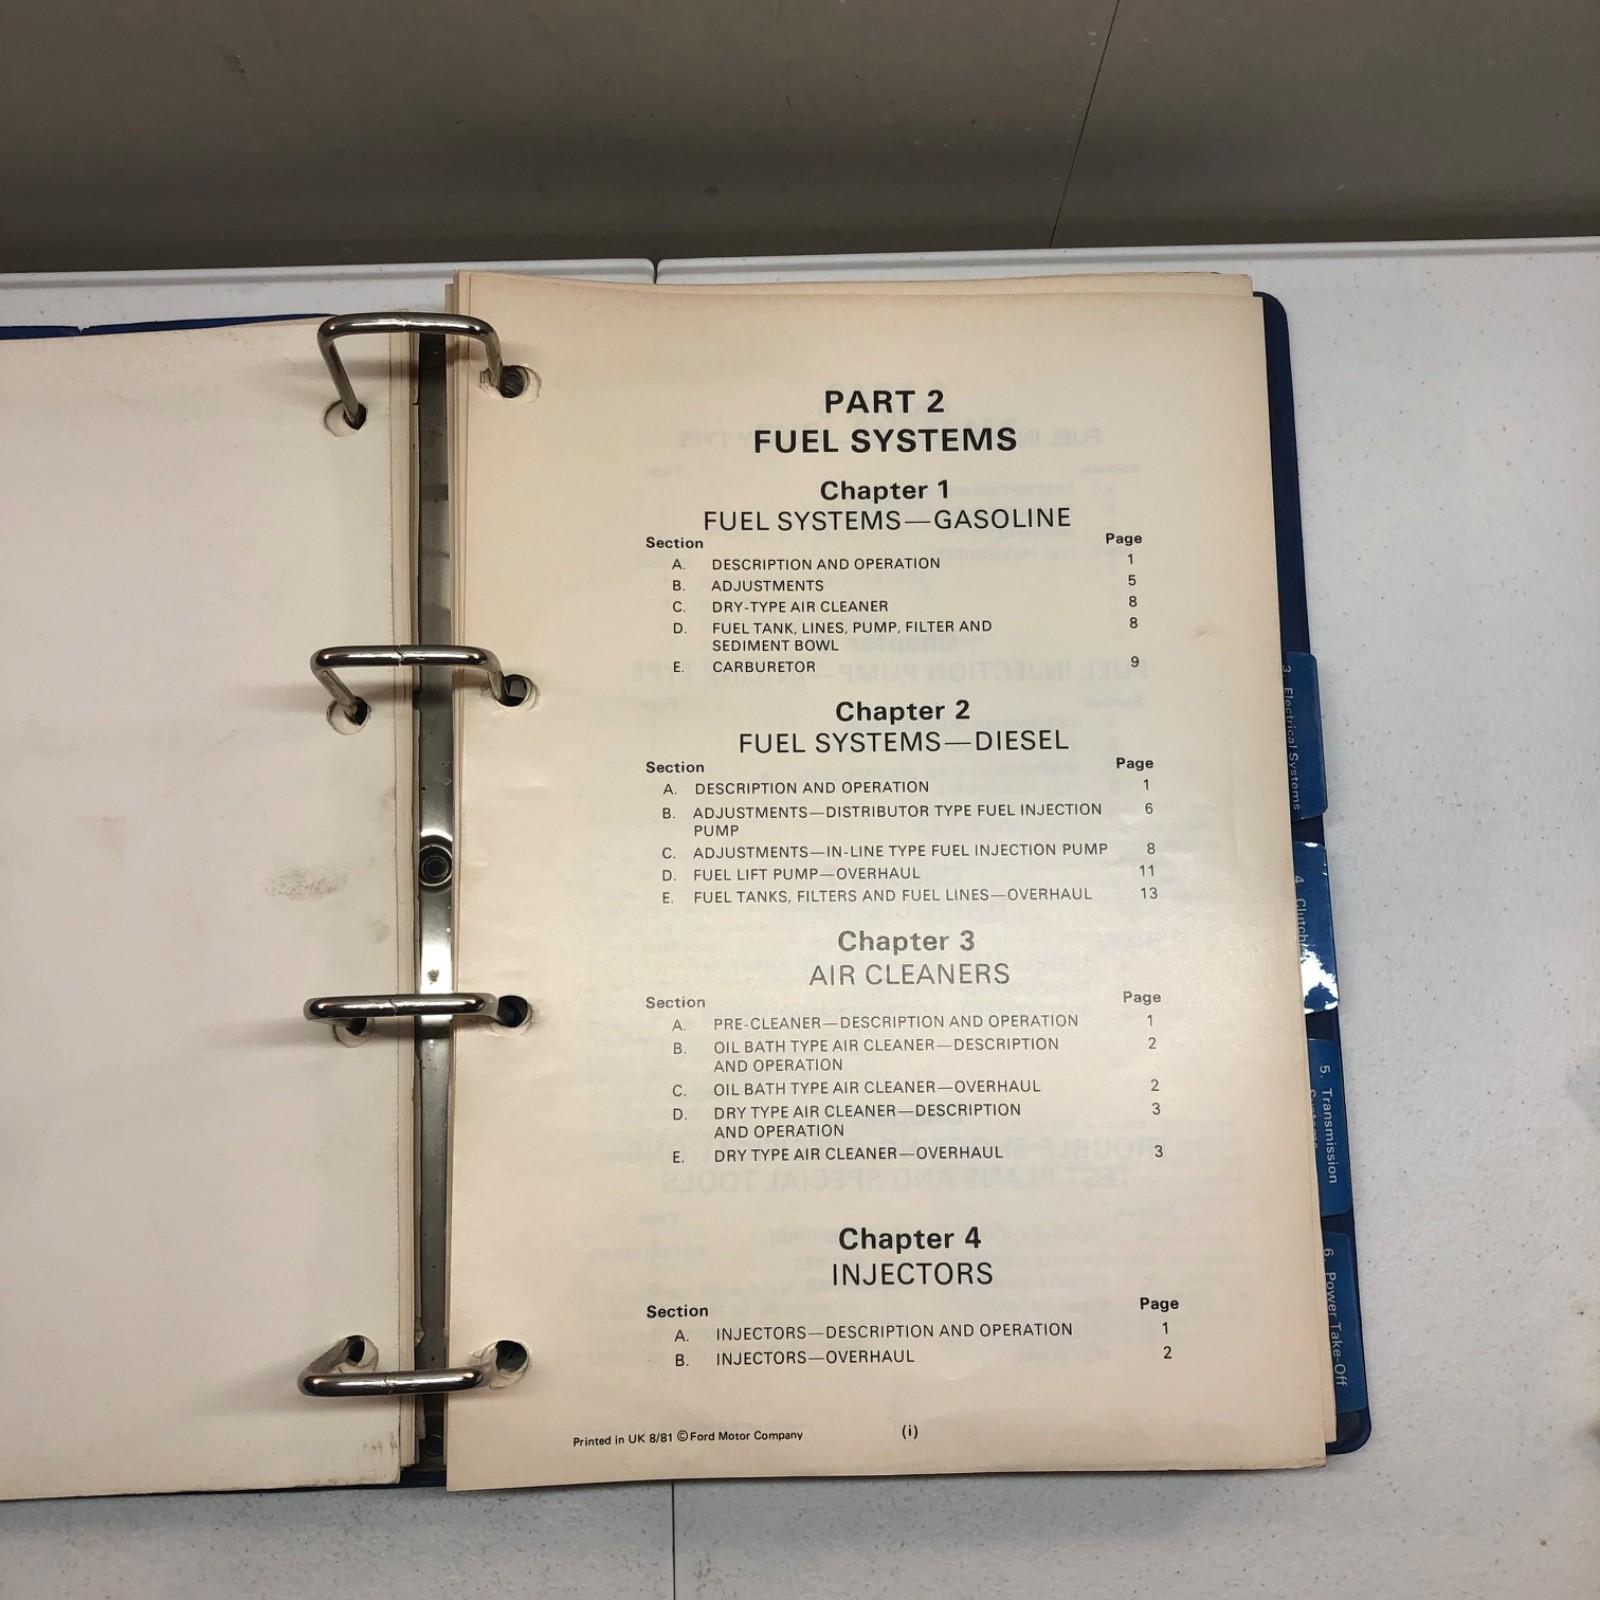 PART 2
FUEL SYSTEMS
Chapter 1
FUEL SYSTEMS—GASOLINE
Section Page
A. DESCRIPTION AND OPERATION 1
B. ADJUSTMENTS 5
C. DRY-TYPE AIR CLEANER 8
D. FUEL TANK, LINES, PUMP, FILTER AND 8
SEDIMENT BOWL
E. CARBURETOR 9
Chapter 2
FUEL SYSTEMS—DIESEL
Section Page
A. DESCRIPTION AND OPERATION 1
B. ADJUSTMENTS—DISTRIBUTOR TYPE FUEL INJECTION 6
PUMP
C. ADJUSTMENTS—IN-LINE TYPE FUEL INJECTION PUMP 8
D. FUEL LIFT PUMP—OVERHAUL 11
E. FUEL TANKS, FILTERS AND FUEL LINES—OVERHAUL 13
Chapter 3
AIR CLEANERS
Section Page
A. PRE-CLEANER—DESCRIPTION AND OPERATION 1
B. OIL BATH TYPE AIR CLEANER—DESCRIPTION 2
AND OPERATION
C. OIL BATH TYPE AIR CLEANER—OVERHAUL 2
D. DRY TYPE AIR CLEANER—DESCRIPTION 3
AND OPERATION
E. DRY TYPE AIR CLEANER—OVERHAUL 3
Chapter 4
INJECTORS
Section Page
A. INJECTORS—DESCRIPTION AND OPERATION 1
B. INJECTORS—OVERHAUL 2
Printed in UK 8/81 © Ford Motor Company (i)
3. Electrical Systems
4.
5. Transmission
6. Power Take-Off